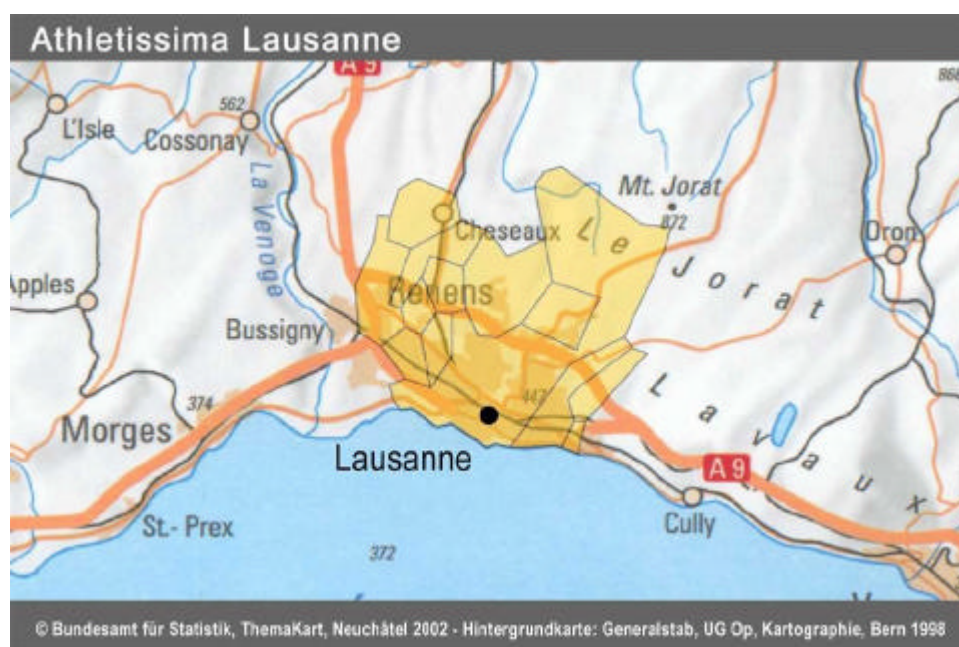 Athletissima Lausanne
A 9
868
L'Isle
562
Cossonay
La Venoge
Mt. Jorat
872
Cheseaux
Le Jorat
Oron
Apples
Renens
Bussigny
374
447
Morges
Lavaux
Lausanne
A 9
St.- Prex
Cully
372
© Bundesamt für Statistik, ThemaKart, Neuchâtel 2002 - Hintergrundkarte: Generalstab, UG Op, Kartographie, Bern 1998